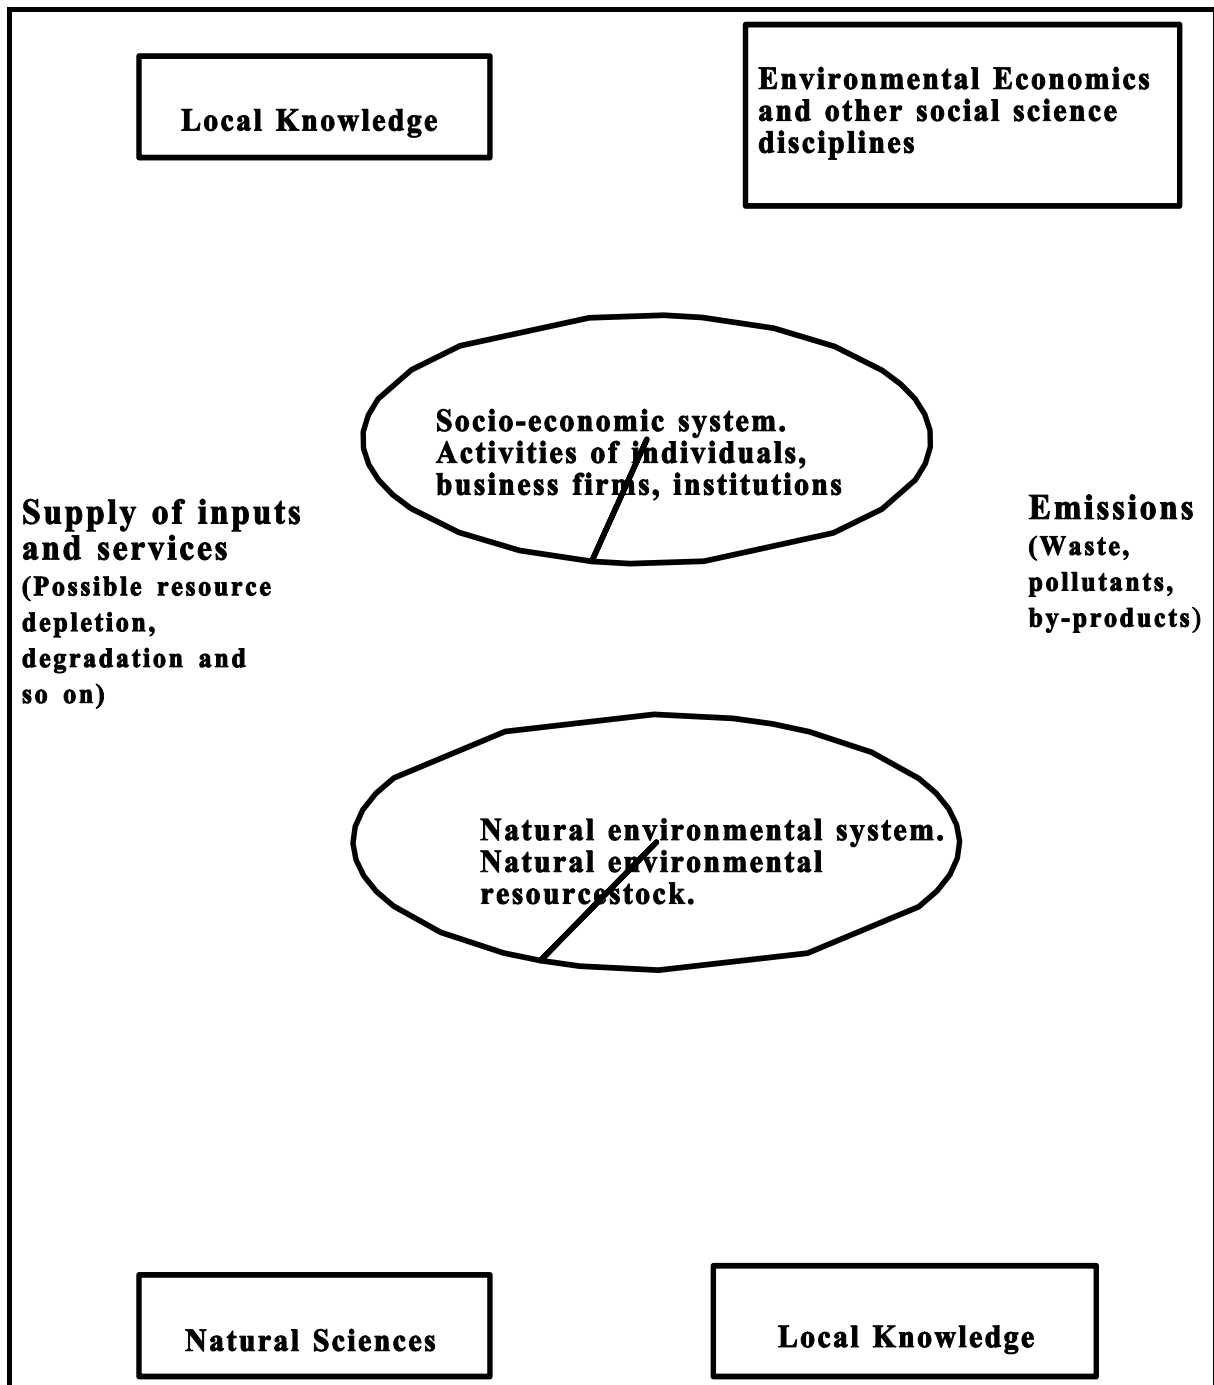 Local Knowledge
Environmental Economics
and other social science
disciplines
Socio-economic system.
Activities of individuals,
business firms, institutions
Supply of inputs
and services
(Possible resource
depletion,
degradation and
so on)
Emissions
(Waste,
pollutants,
by-products)
Natural environmental system.
Natural environmental
resourcestock.
Natural Sciences
Local Knowledge